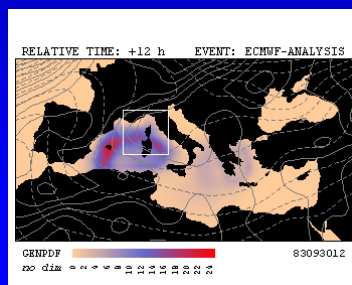 RELATIVE TIME: +12 h EVENT: ECMWF-ANALYSIS
GENPDF 83093012
no dim 0 2 4 6 8 10 12 14 16 18 20 22 24